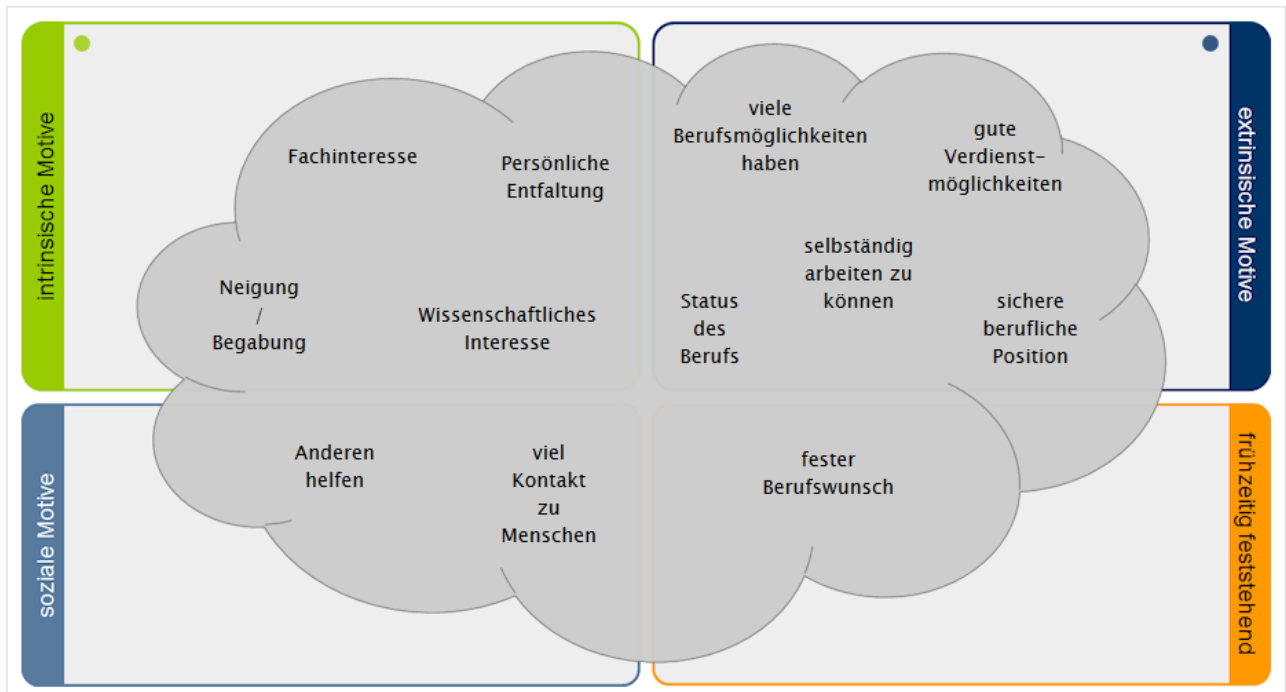 intrinsische Motive
Fachinteresse
Persönliche
Entfaltung
Neigung
/
Begabung
Wissenschaftliches
Interesse
extrinsische Motive
viele
Berufsmöglichkeiten
haben
gute
Verdienst-
möglichkeiten
selbständig
arbeiten zu
können
Status
des
Berufs
sichere
berufliche
Position
soziale Motive
Anderen
helfen
viel
Kontakt
zu
Menschen
frühzeitig feststehend
fester
Berufswunsch